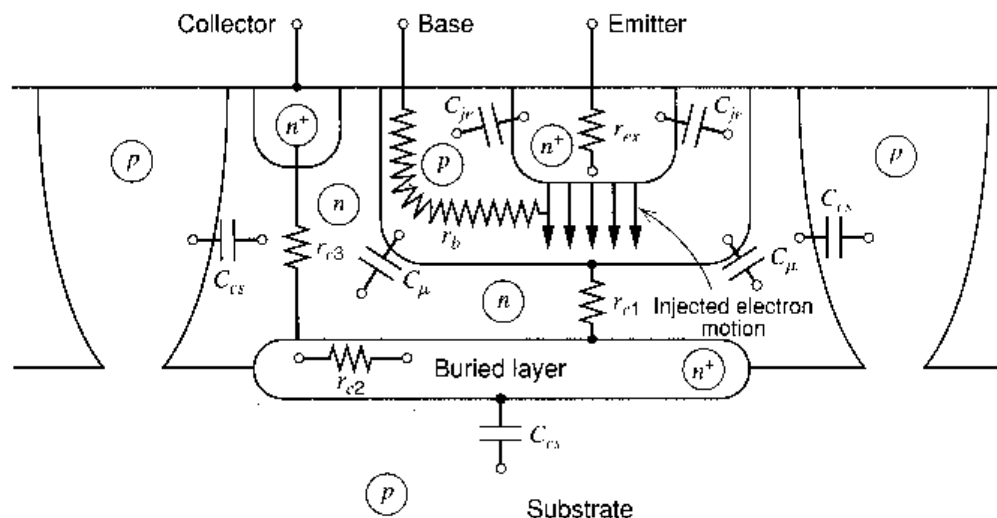 Collector
Base
Emitter
C_je
C_je
n+
n+
r_ex
p
p
p
n
C_cs
r_b
r_c3
C_cs
C_μ
C_μ
n
r_c1
Injected electron
motion
r_c2
Buried layer
n+
C_cs
p
Substrate